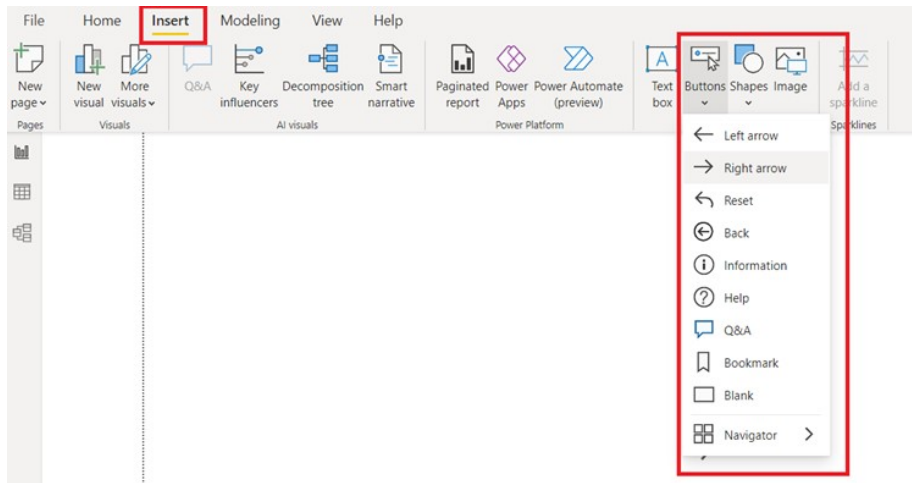 File Home Insert Modeling View Help
New page
New visual
More visuals
Q&A
Key influencers
Decomposition tree
Smart narrative
Paginated report
Power Apps
Power Automate (preview)
Text box
Buttons
Shapes
Image
Add a sparkline
Pages
Visuals
AI visuals
Power Platform
Sparklines
Left arrow
Right arrow
Reset
Back
Information
Help
Q&A
Bookmark
Blank
Navigator